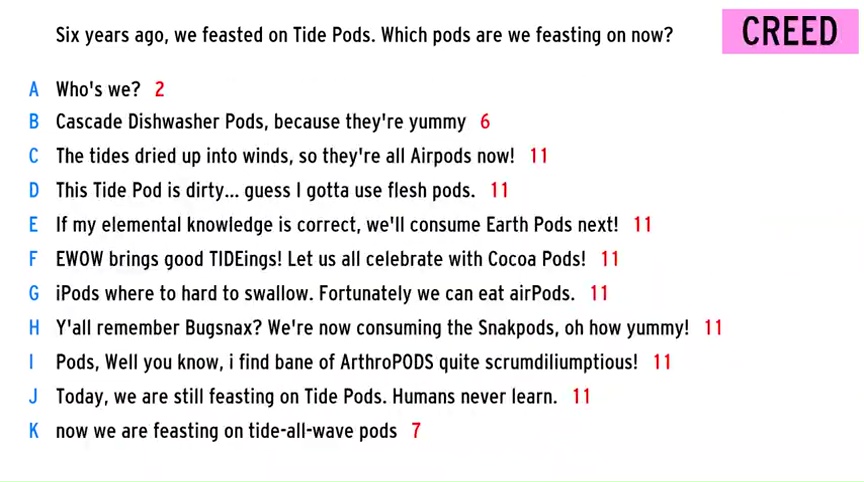 Six years ago, we feasted on Tide Pods. Which pods are we feasting on now?
CREED
A Who's we? 2
B Cascade Dishwasher Pods, because they're yummy 6
C The tides dried up into winds, so they're all Airpods now! 11
D This Tide Pod is dirty... guess I gotta use flesh pods. 11
E If my elemental knowledge is correct, we'll consume Earth Pods next! 11
F EWOW brings good TIDEings! Let us all celebrate with Cocoa Pods! 11
G iPods where to hard to swallow. Fortunately we can eat airPods. 11
H Y'all remember Bugsnax? We're now consuming the Snakpods, oh how yummy! 11
I Pods, Well you know, i find bane of ArthroPODS quite scrumdiliumptious! 11
J Today, we are still feasting on Tide Pods. Humans never learn. 11
K now we are feasting on tide-all-wave pods 7